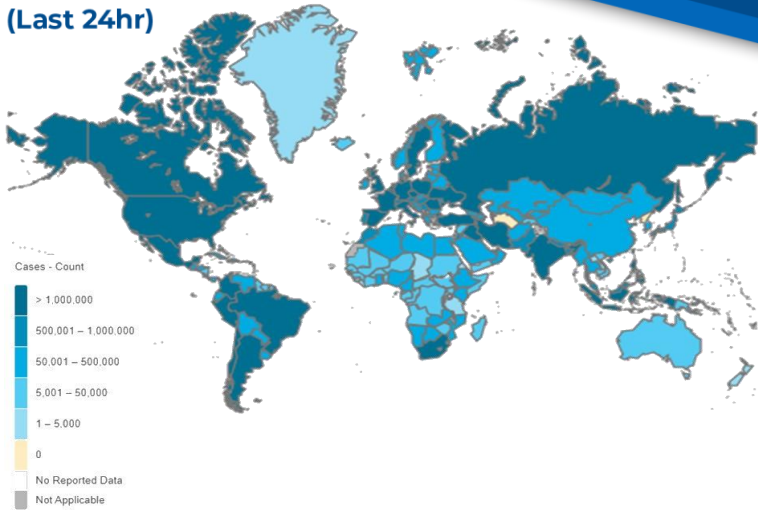 (Last 24hr)
Cases - Count
> 1,000,000
500,001 – 1,000,000
50,001 – 500,000
5,001 – 50,000
1 – 5,000
0
No Reported Data
Not Applicable